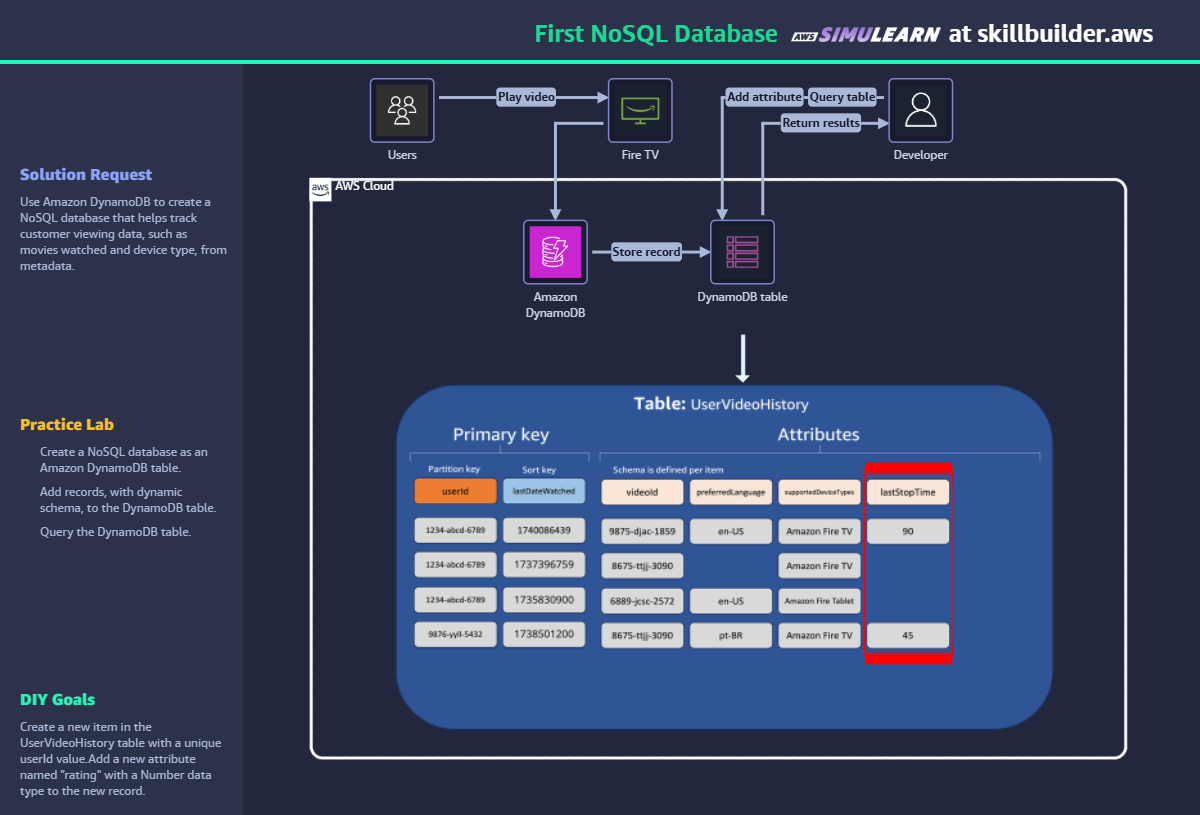 First NoSQL Database aws SIMULEARN at skillbuilder.aws
Solution Request
Use Amazon DynamoDB to create a
NoSQL database that helps track
customer viewing data, such as
movies watched and device type, from
metadata.
Practice Lab
Create a NoSQL database as an
Amazon DynamoDB table.
Add records, with dynamic
schema, to the DynamoDB table.
Query the DynamoDB table.
DIY Goals
Create a new item in the
UserVideoHistory table with a unique
userId value.Add a new attribute
named "rating" with a Number data
type to the new record.
Play video
Add attribute
Query table
Return results
Users
Fire TV
Developer
aws
AWS Cloud
Store record
Amazon
DynamoDB
DynamoDB table
Table: UserVideoHistory
Primary key
Attributes
Partition key
Sort key
Schema is defined per item
userId lastDateWatched videoId preferredLanguage supportedDeviceTypes lastStopTime
1234-abcd-6789 1740086439 9875-djac-1859 en-US Amazon Fire TV 90
1234-abcd-6789 1737396759 8675-ttjj-3090 Amazon Fire TV
1234-abcd-6789 1735830900 6889-jcsc-2572 en-US Amazon Fire Tablet
9876-yyll-5432 1738501200 8675-ttjj-3090 pt-BR Amazon Fire TV 45